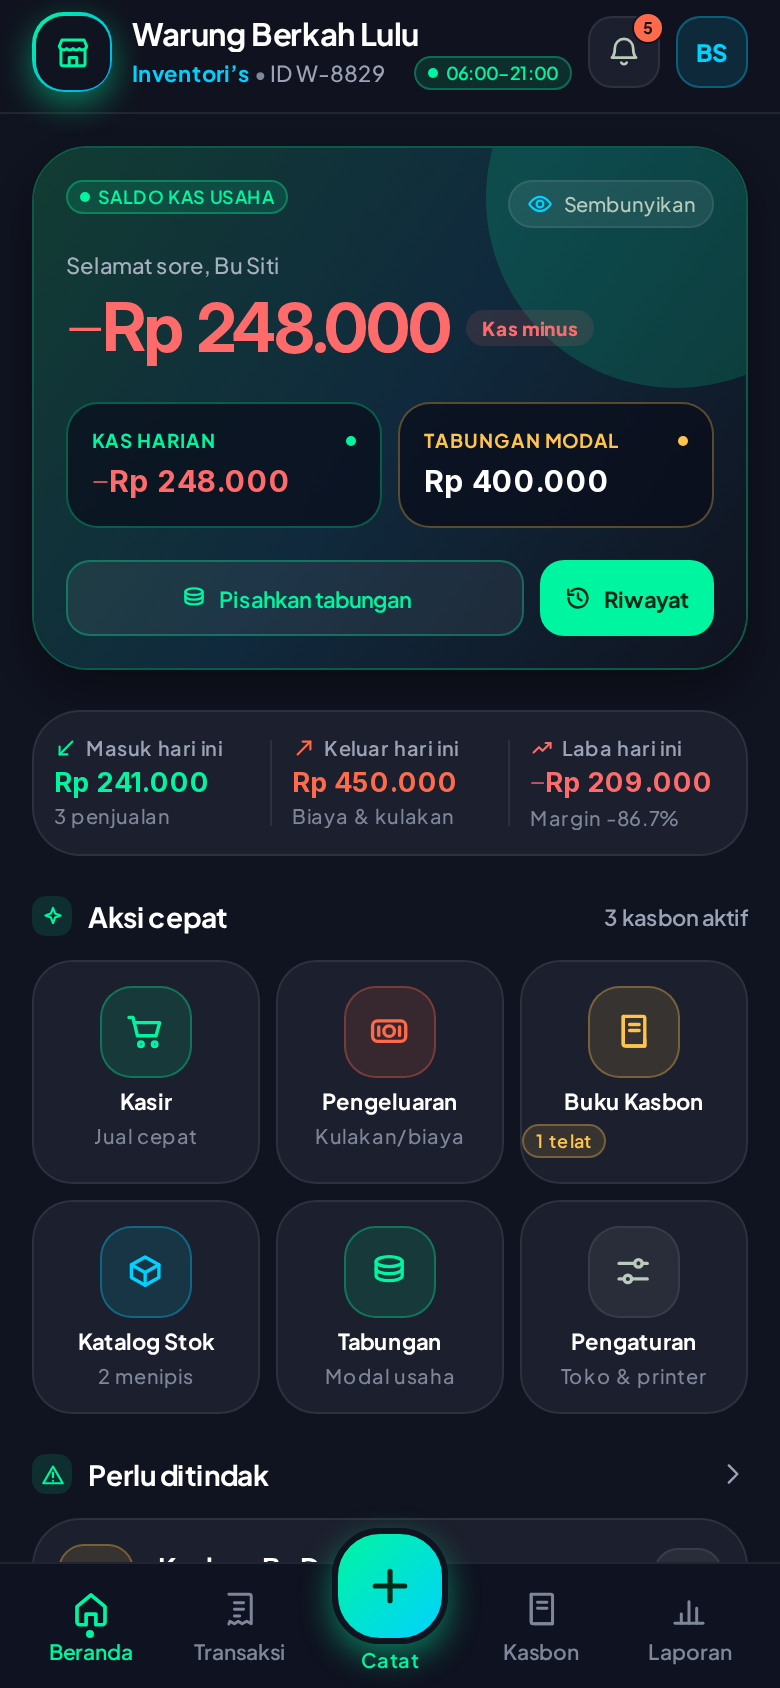 Warung Berkah Lulu
Inventori's • ID W-8829
06:00–21:00
5
BS
SALDO KAS USAHA
Sembunyikan
Selamat sore, Bu Siti
−Rp 248.000
Kas minus
KAS HARIAN
−Rp 248.000
TABUNGAN MODAL
Rp 400.000
Pisahkan tabungan
Riwayat
Masuk hari ini
Rp 241.000
3 penjualan
Keluar hari ini
Rp 450.000
Biaya & kulakan
Laba hari ini
−Rp 209.000
Margin -86.7%
Aksi cepat
3 kasbon aktif
Kasir
Jual cepat
Pengeluaran
Kulakan/biaya
Buku Kasbon
1 telat
Katalog Stok
2 menipis
Tabungan
Modal usaha
Pengaturan
Toko & printer
Perlu ditindak
Beranda
Transaksi
Catat
Kasbon
Laporan